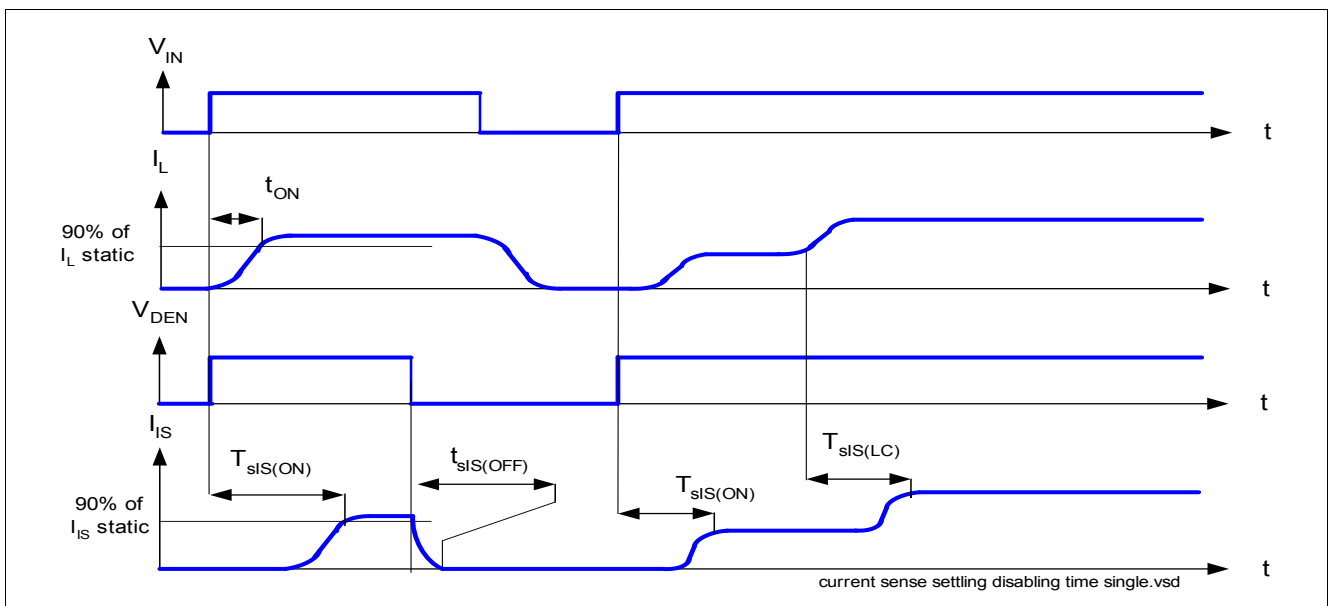 V_IN
t
I_L
t_ON
90% of
I_L static
t
V_DEN
t
I_IS
T_sIS(ON)
t_sIS(OFF)
T_sIS(ON)
T_sIS(LC)
90% of
I_IS static
t
current sense settling disabling time single.vsd